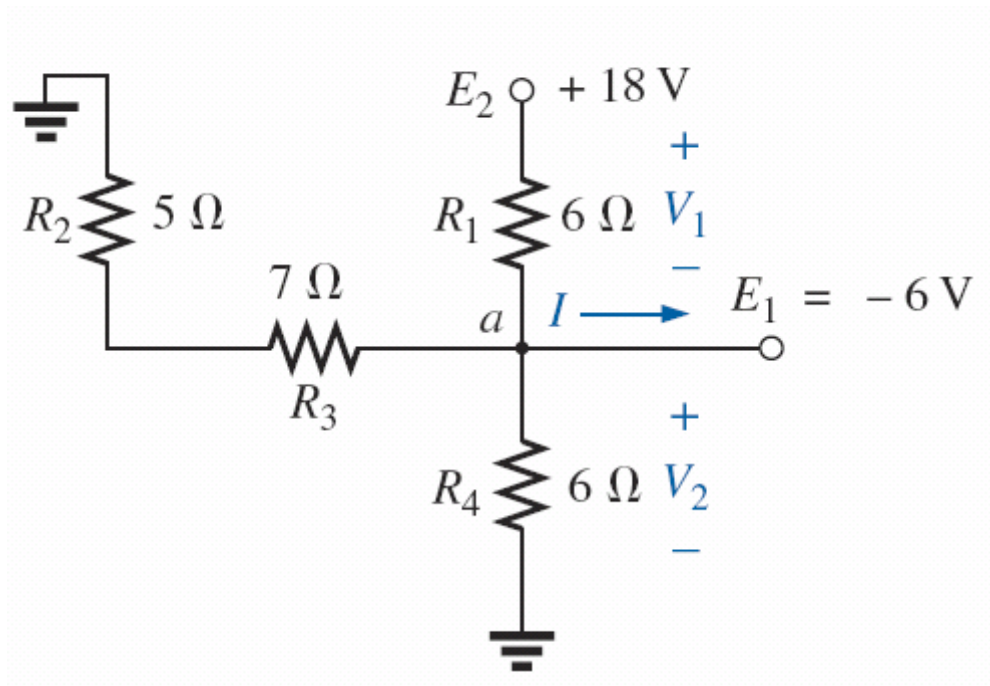 E₂ + 18 V
+
R₂ 5 Ω
R₁ 6 Ω V₁
−
7 Ω
a I E₁ = − 6 V
R₃
+
R₄ 6 Ω V₂
−